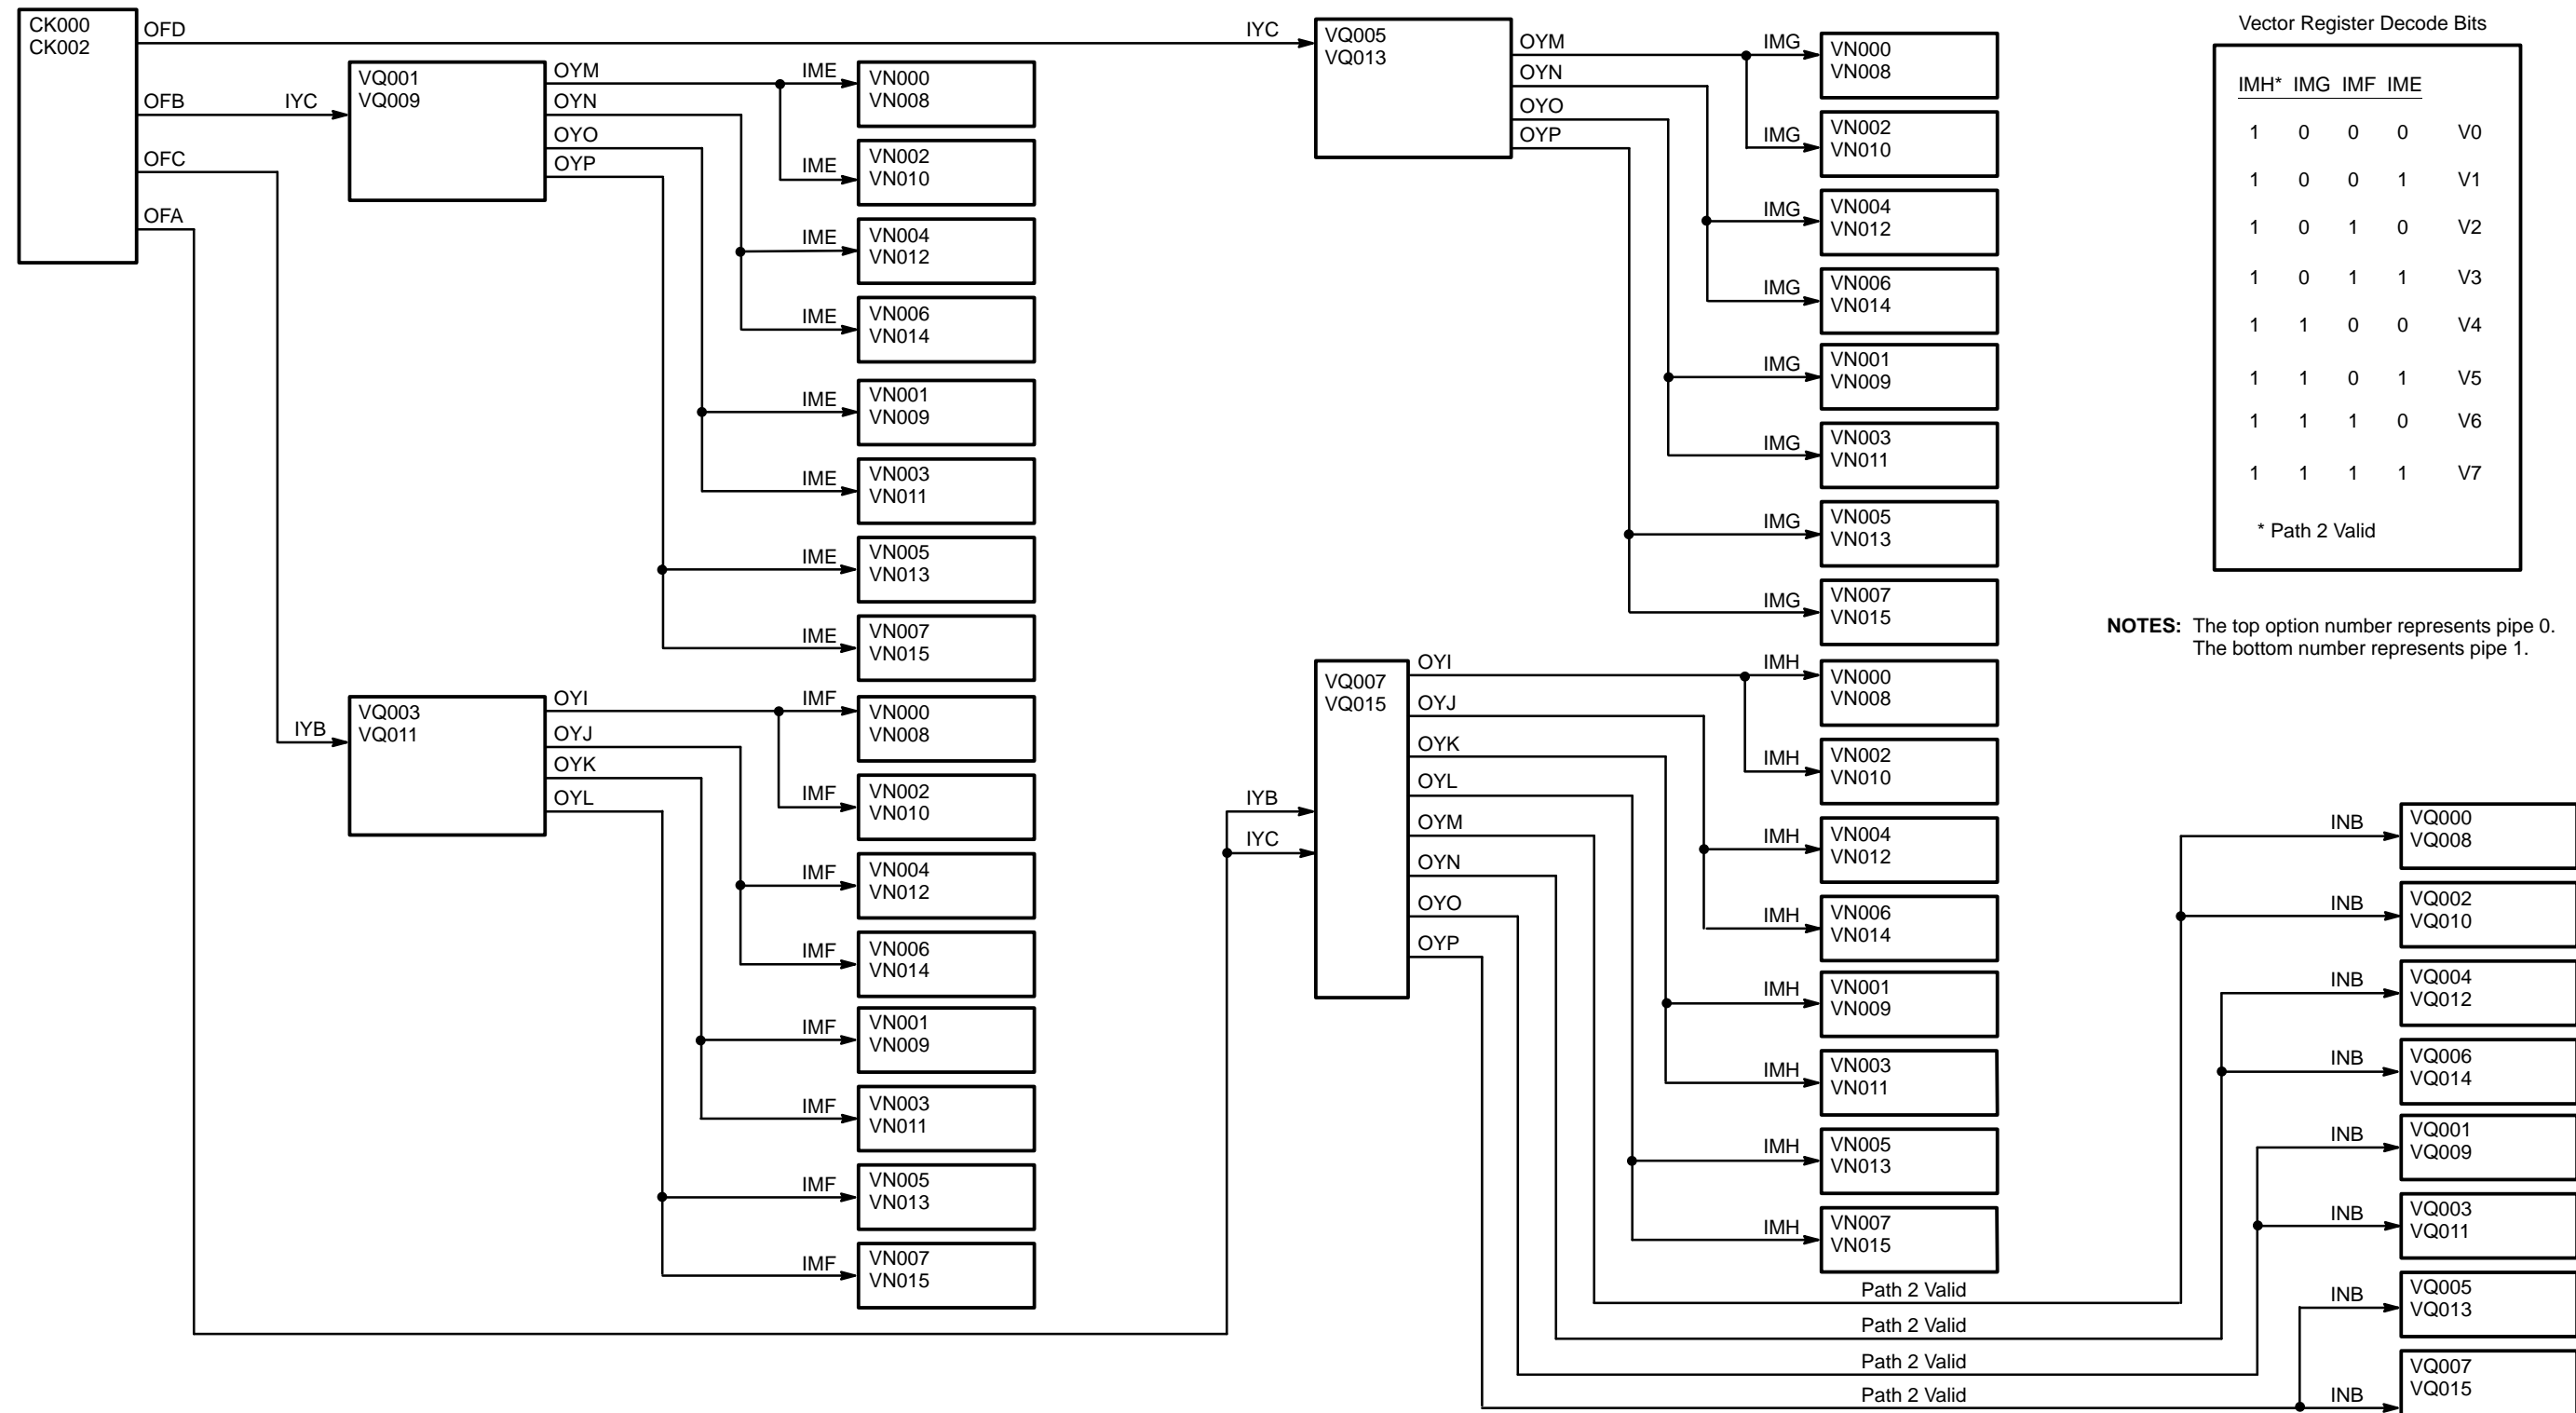 CK000
CK002
OFD
OFB
OFC
OFA
IYC
VQ001
VQ009
OYM
OYN
OYO
OYP
IME
VN000
VN008
IME
VN002
VN010
IME
VN004
VN012
IME
VN006
VN014
IME
VN001
VN009
IME
VN003
VN011
IME
VN005
VN013
IME
VN007
VN015
IYB
VQ003
VQ011
OYI
OYJ
OYK
OYL
IMF
VN000
VN008
IMF
VN002
VN010
IMF
VN004
VN012
IMF
VN006
VN014
IMF
VN001
VN009
IMF
VN003
VN011
IMF
VN005
VN013
IMF
VN007
VN015
IYC
VQ005
VQ013
OYM
OYN
OYO
OYP
IMG
VN000
VN008
IMG
VN002
VN010
IMG
VN004
VN012
IMG
VN006
VN014
IMG
VN001
VN009
IMG
VN003
VN011
IMG
VN005
VN013
IMG
VN007
VN015
IYB
IYC
VQ007
VQ015
OYI
OYJ
OYK
OYL
OYM
OYN
OYO
OYP
IMH
VN000
VN008
IMH
VN002
VN010
IMH
VN004
VN012
IMH
VN006
VN014
IMH
VN001
VN009
IMH
VN003
VN011
IMH
VN005
VN013
IMH
VN007
VN015
Path 2 Valid
Path 2 Valid
Path 2 Valid
Path 2 Valid
Vector Register Decode Bits
IMH* IMG IMF IME
1 0 0 0 V0
1 0 0 1 V1
1 0 1 0 V2
1 0 1 1 V3
1 1 0 0 V4
1 1 0 1 V5
1 1 1 0 V6
1 1 1 1 V7
* Path 2 Valid
NOTES: The top option number represents pipe 0.
The bottom number represents pipe 1.
INB
VQ000
VQ008
INB
VQ002
VQ010
INB
VQ004
VQ012
INB
VQ006
VQ014
INB
VQ001
VQ009
INB
VQ003
VQ011
INB
VQ005
VQ013
INB
VQ007
VQ015